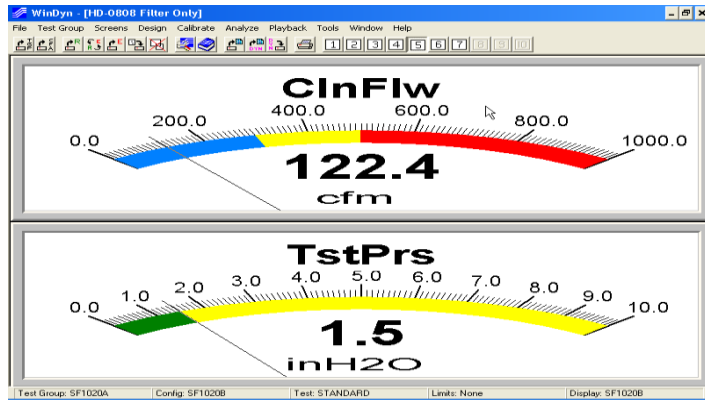 WinDyn - [HD-0808 Filter Only]
File Test Group Screens Design Calibrate Analyze Playback Tools Window Help
1 2 3 4 5 6 7 8 9 10
ClnFlw
0.0 200.0 400.0 600.0 800.0 1000.0
122.4
cfm
TstPrs
0.0 1.0 2.0 3.0 4.0 5.0 6.0 7.0 8.0 9.0 10.0
1.5
inH2O
Test Group: SF1020A Config: SF1020B Test: STANDARD Limits: None Display: SF1020B